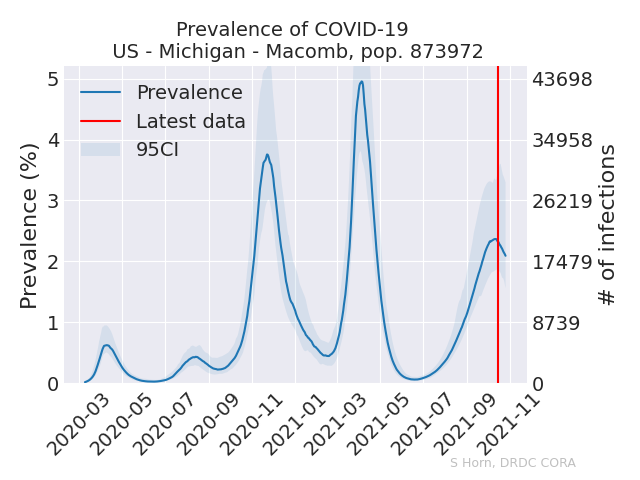 Prevalence of COVID-19
US - Michigan - Macomb, pop. 873972
Prevalence
Latest data
95CI
Prevalence (%)
5
4
3
2
1
0
43698
34958
26219
17479
8739
0
# of infections
2020-03
2020-05
2020-07
2020-09
2020-11
2021-01
2021-03
2021-05
2021-07
2021-09
2021-11
S Horn, DRDC CORA